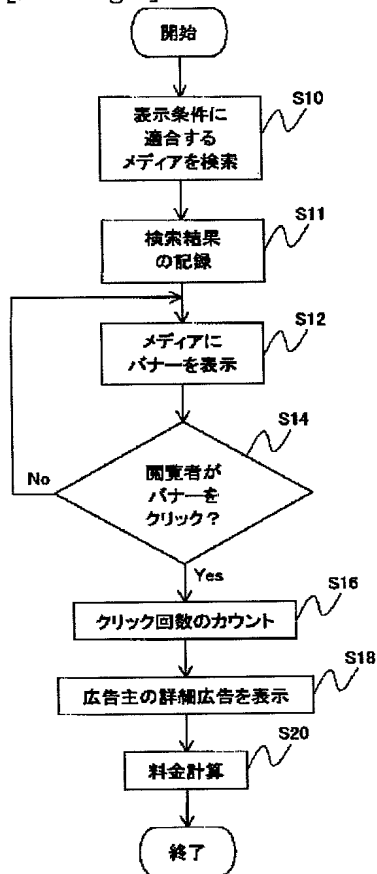 開始
S10
表示条件に
適合する
メディアを検索
S11
検索結果
の記録
S12
メディアに
バナーを表示
S14
閲覧者が
バナーを
クリック?
No
Yes
S16
クリック回数のカウント
S18
広告主の詳細広告を表示
S20
料金計算
終了